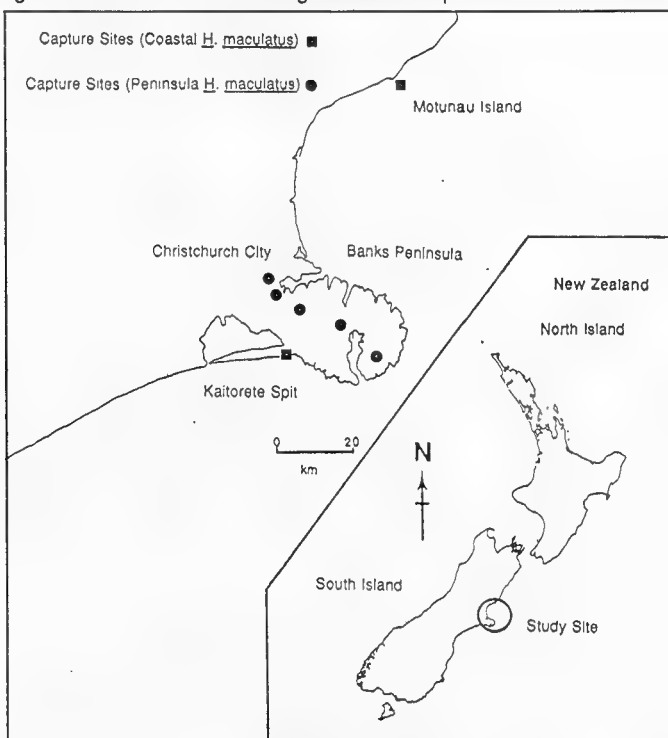 Capture Sites (Coastal H. maculatus)
Capture Sites (Peninsula H. maculatus)
Motunau Island
Christchurch City
Banks Peninsula
New Zealand
North Island
Kaitorete Spit
0 20
km
N
South Island
Study Site